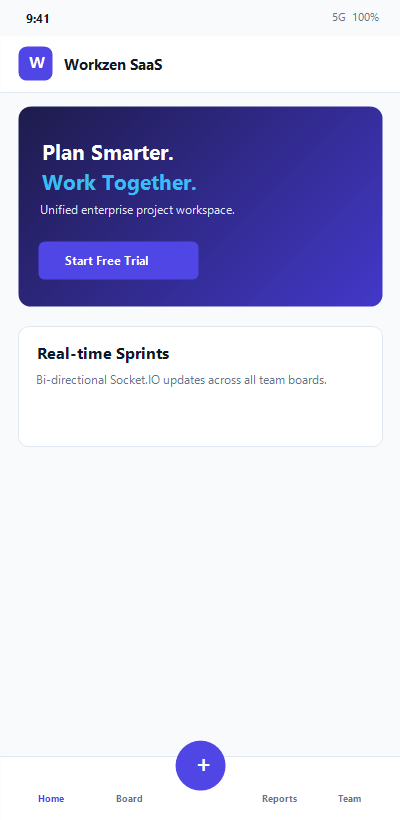 9:41
5G 100%
W
Workzen SaaS
Plan Smarter.
Work Together.
Unified enterprise project workspace.
Start Free Trial
Real-time Sprints
Bi-directional Socket.IO updates across all team boards.
+
Home
Board
Reports
Team